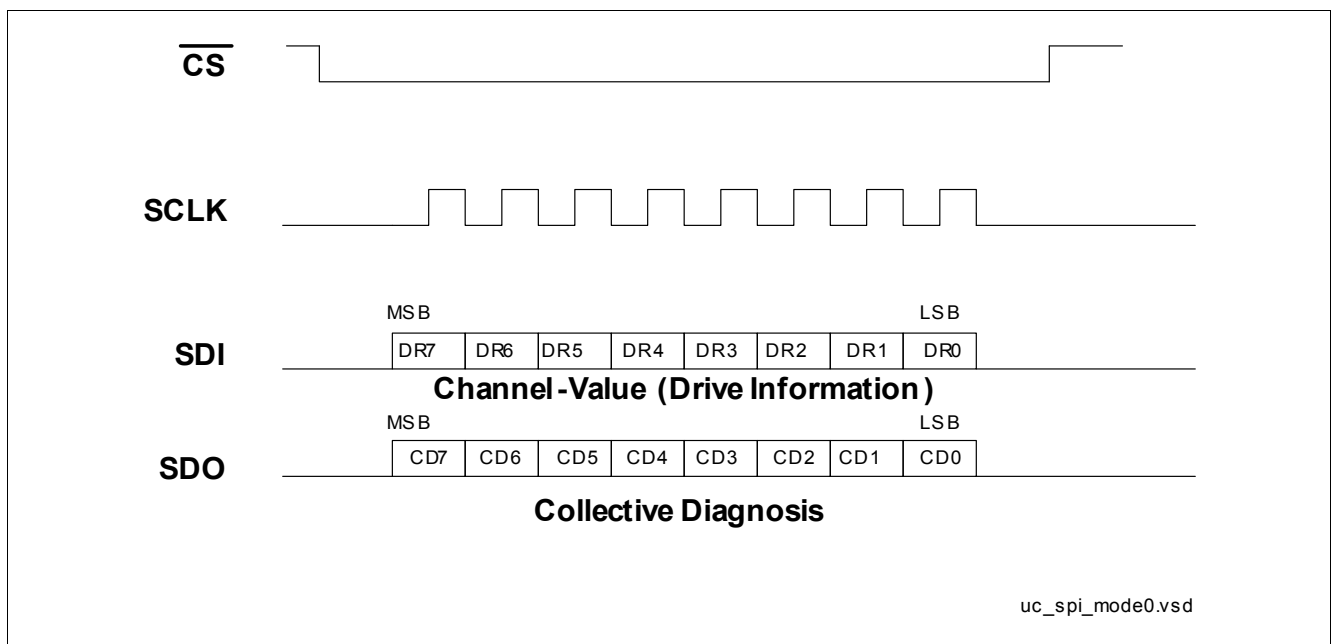 CS
SCLK
MSB LSB
SDI DR7 DR6 DR5 DR4 DR3 DR2 DR1 DR0
Channel-Value (Drive Information)
MSB LSB
SDO CD7 CD6 CD5 CD4 CD3 CD2 CD1 CD0
Collective Diagnosis
uc_spi_mode0.vsd